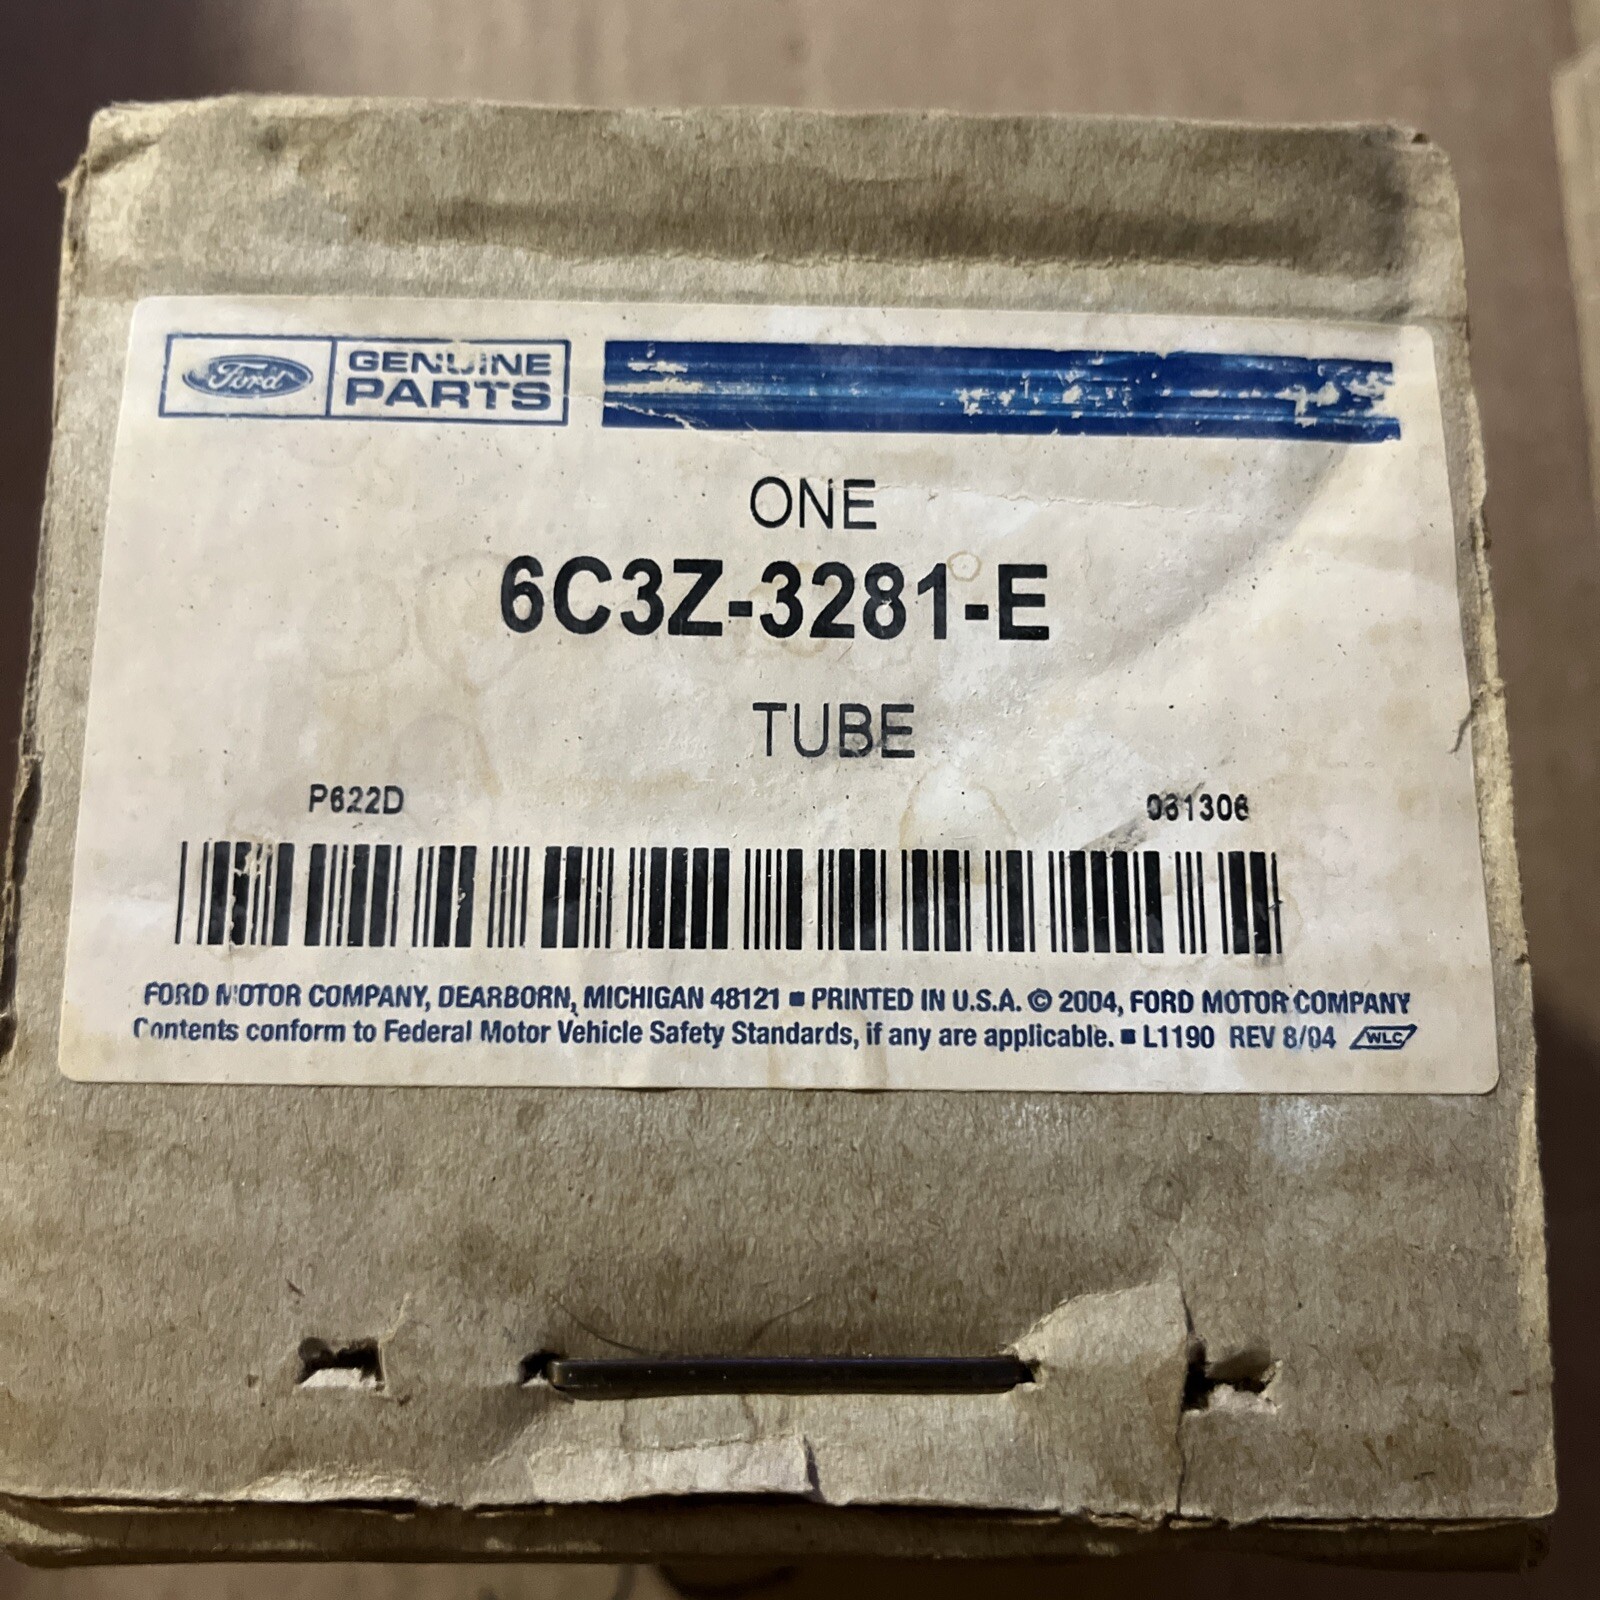 Ford GENUINE PARTS
ONE
6C3Z-3281-E
TUBE
P622D 061306
FORD MOTOR COMPANY, DEARBORN, MICHIGAN 48121 ■ PRINTED IN U.S.A. © 2004, FORD MOTOR COMPANY
Contents conform to Federal Motor Vehicle Safety Standards, if any are applicable. ■ L1190 REV 8/04 WLC